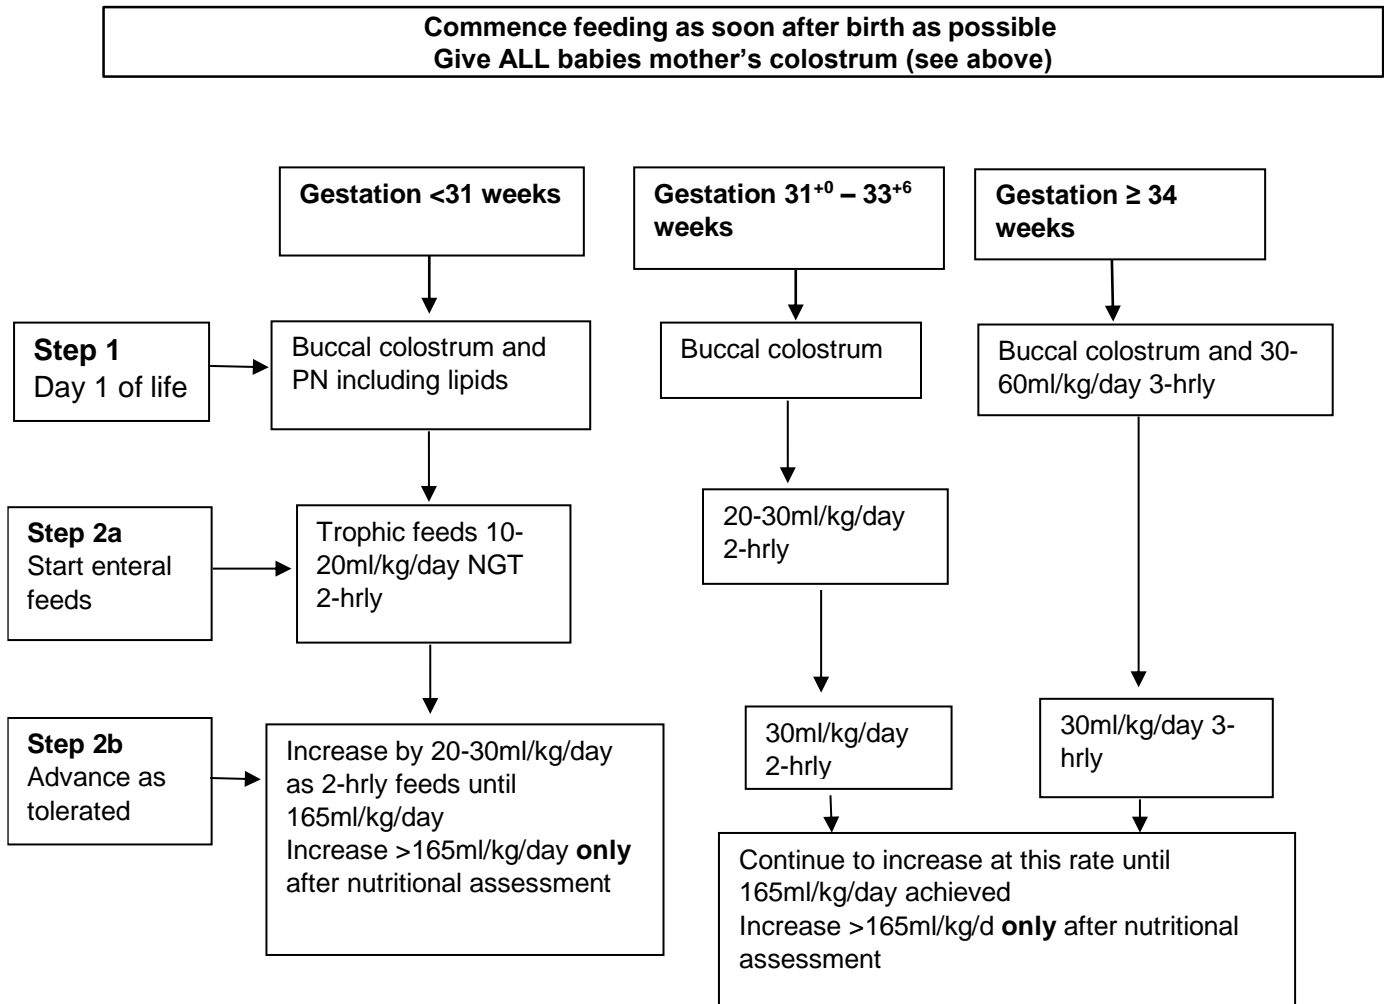 Commence feeding as soon after birth as possible
Give ALL babies mother’s colostrum (see above)
Gestation <31 weeks
Gestation 31+0 – 33+6
weeks
Gestation ≥ 34
weeks
Step 1
Day 1 of life
Buccal colostrum and
PN including lipids
Buccal colostrum
Buccal colostrum and 30-
60ml/kg/day 3-hrly
Step 2a
Start enteral
feeds
Trophic feeds 10-
20ml/kg/day NGT
2-hrly
20-30ml/kg/day
2-hrly
Step 2b
Advance as
tolerated
Increase by 20-30ml/kg/day
as 2-hrly feeds until
165ml/kg/day
Increase >165ml/kg/day only
after nutritional assessment
30ml/kg/day
2-hrly
30ml/kg/day 3-
hrly
Continue to increase at this rate until
165ml/kg/day achieved
Increase >165ml/kg/d only after nutritional
assessment